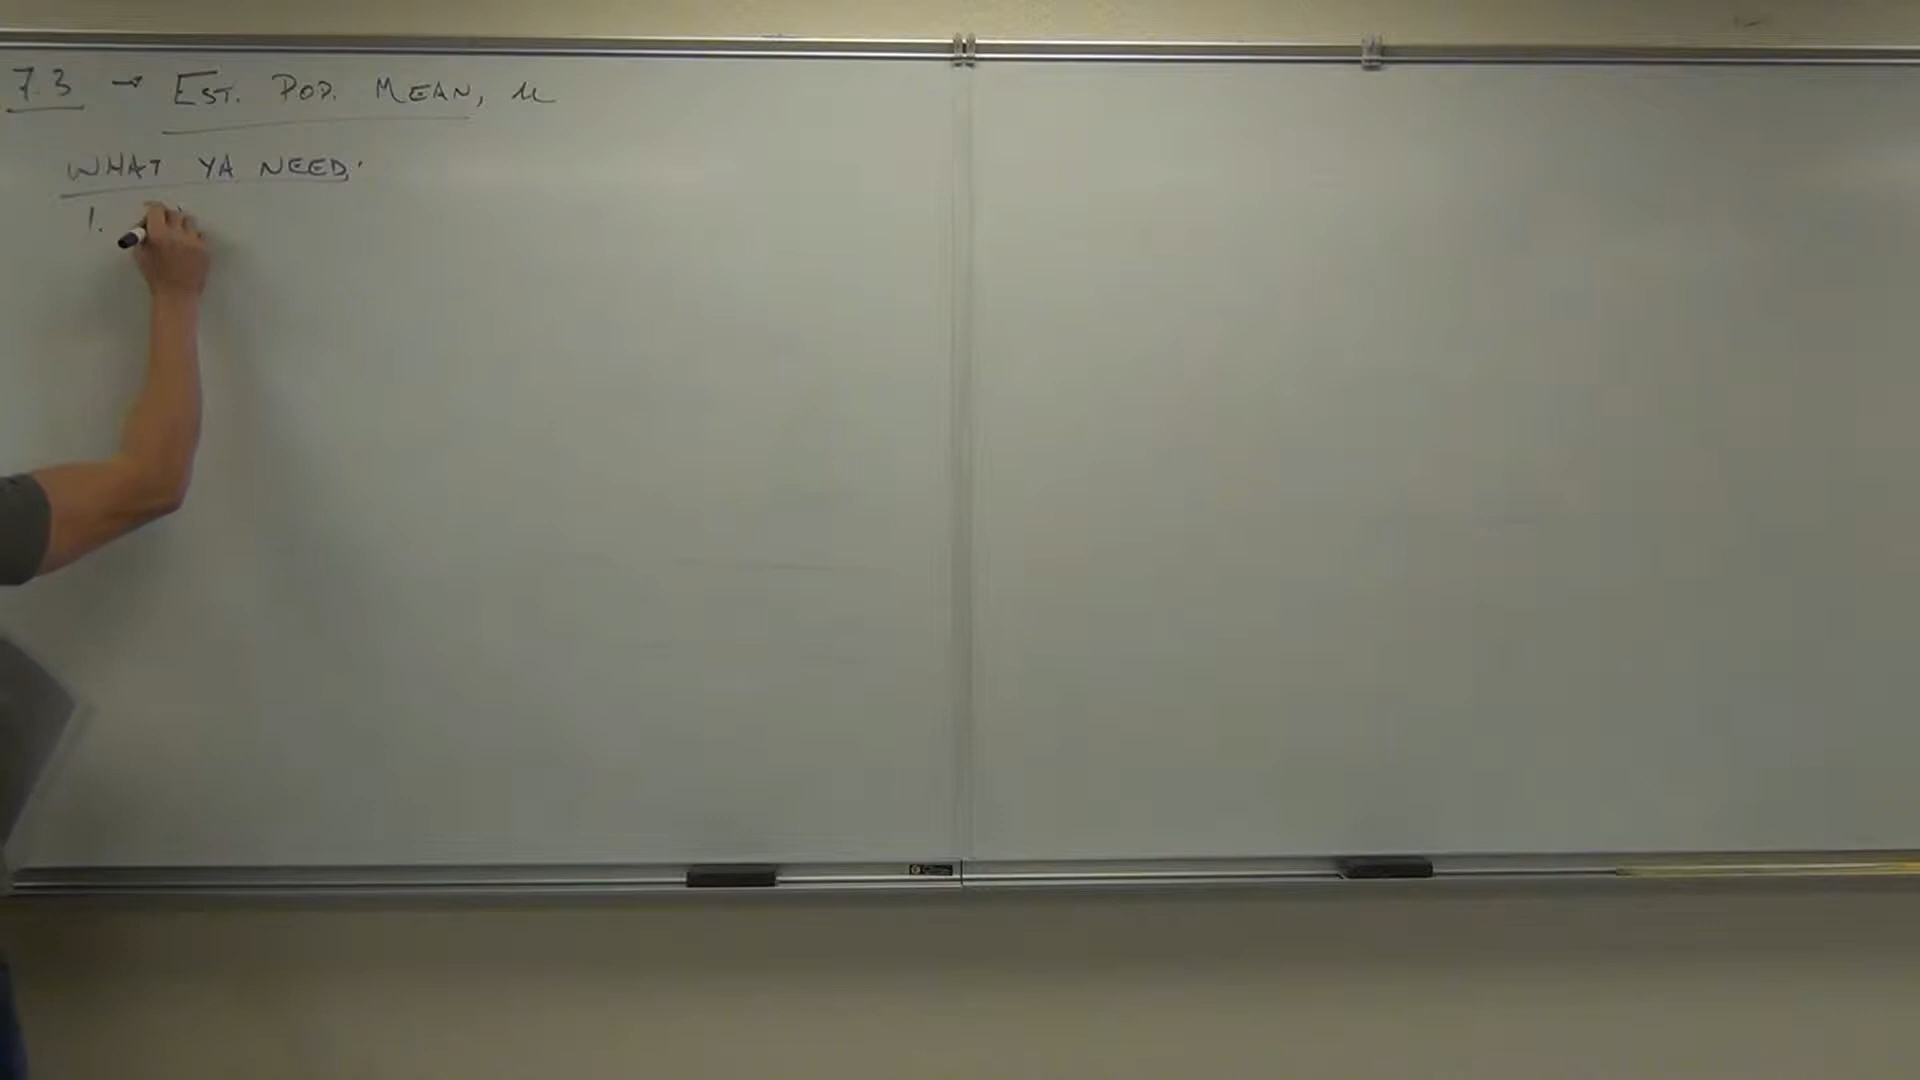 7.3 → EST. POP. MEAN, μ
WHAT YA NEED:
1.